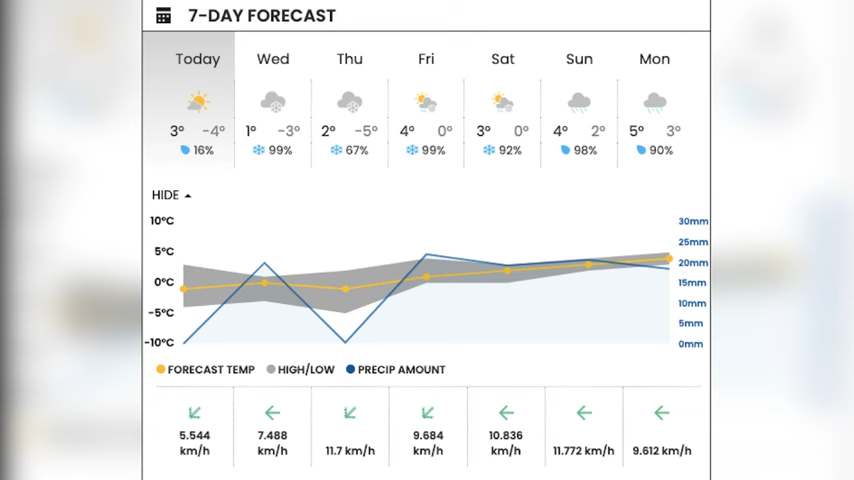 7-DAY FORECAST
Today Wed Thu Fri Sat Sun Mon
3° -4° 1° -3° 2° -5° 4° 0° 3° 0° 4° 2° 5° 3°
16% 99% 67% 99% 92% 98% 90%
HIDE
10°C 30mm
25mm
5°C 20mm
0°C 15mm
10mm
-5°C 5mm
-10°C 0mm
FORECAST TEMP HIGH/LOW PRECIP AMOUNT
5.544 7.488 9.684 10.836
km/h km/h 11.7 km/h km/h km/h 11.772 km/h 9.612 km/h